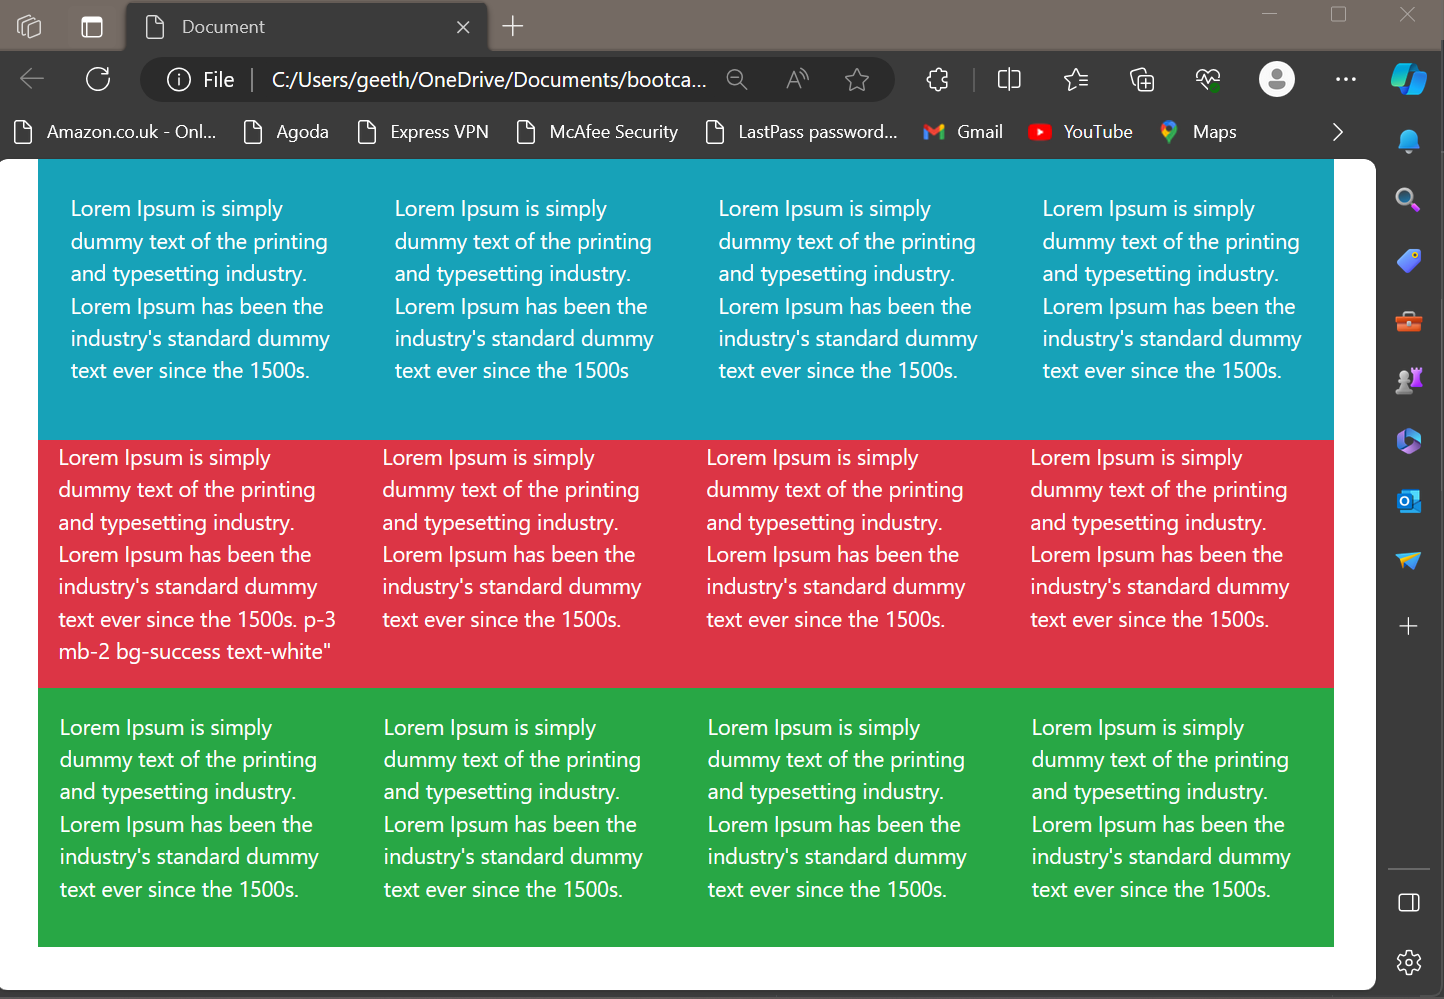 Document
File
C:/Users/geeth/OneDrive/Documents/bootca...
Amazon.co.uk - Onl...
Agoda
Express VPN
McAfee Security
LastPass password...
Gmail
YouTube
Maps
Lorem Ipsum is simply
dummy text of the printing
and typesetting industry.
Lorem Ipsum has been the
industry's standard dummy
text ever since the 1500s.
Lorem Ipsum is simply
dummy text of the printing
and typesetting industry.
Lorem Ipsum has been the
industry's standard dummy
text ever since the 1500s
Lorem Ipsum is simply
dummy text of the printing
and typesetting industry.
Lorem Ipsum has been the
industry's standard dummy
text ever since the 1500s.
Lorem Ipsum is simply
dummy text of the printing
and typesetting industry.
Lorem Ipsum has been the
industry's standard dummy
text ever since the 1500s.
Lorem Ipsum is simply
dummy text of the printing
and typesetting industry.
Lorem Ipsum has been the
industry's standard dummy
text ever since the 1500s. p-3
mb-2 bg-success text-white"
Lorem Ipsum is simply
dummy text of the printing
and typesetting industry.
Lorem Ipsum has been the
industry's standard dummy
text ever since the 1500s.
Lorem Ipsum is simply
dummy text of the printing
and typesetting industry.
Lorem Ipsum has been the
industry's standard dummy
text ever since the 1500s.
Lorem Ipsum is simply
dummy text of the printing
and typesetting industry.
Lorem Ipsum has been the
industry's standard dummy
text ever since the 1500s.
Lorem Ipsum is simply
dummy text of the printing
and typesetting industry.
Lorem Ipsum has been the
industry's standard dummy
text ever since the 1500s.
Lorem Ipsum is simply
dummy text of the printing
and typesetting industry.
Lorem Ipsum has been the
industry's standard dummy
text ever since the 1500s.
Lorem Ipsum is simply
dummy text of the printing
and typesetting industry.
Lorem Ipsum has been the
industry's standard dummy
text ever since the 1500s.
Lorem Ipsum is simply
dummy text of the printing
and typesetting industry.
Lorem Ipsum has been the
industry's standard dummy
text ever since the 1500s.